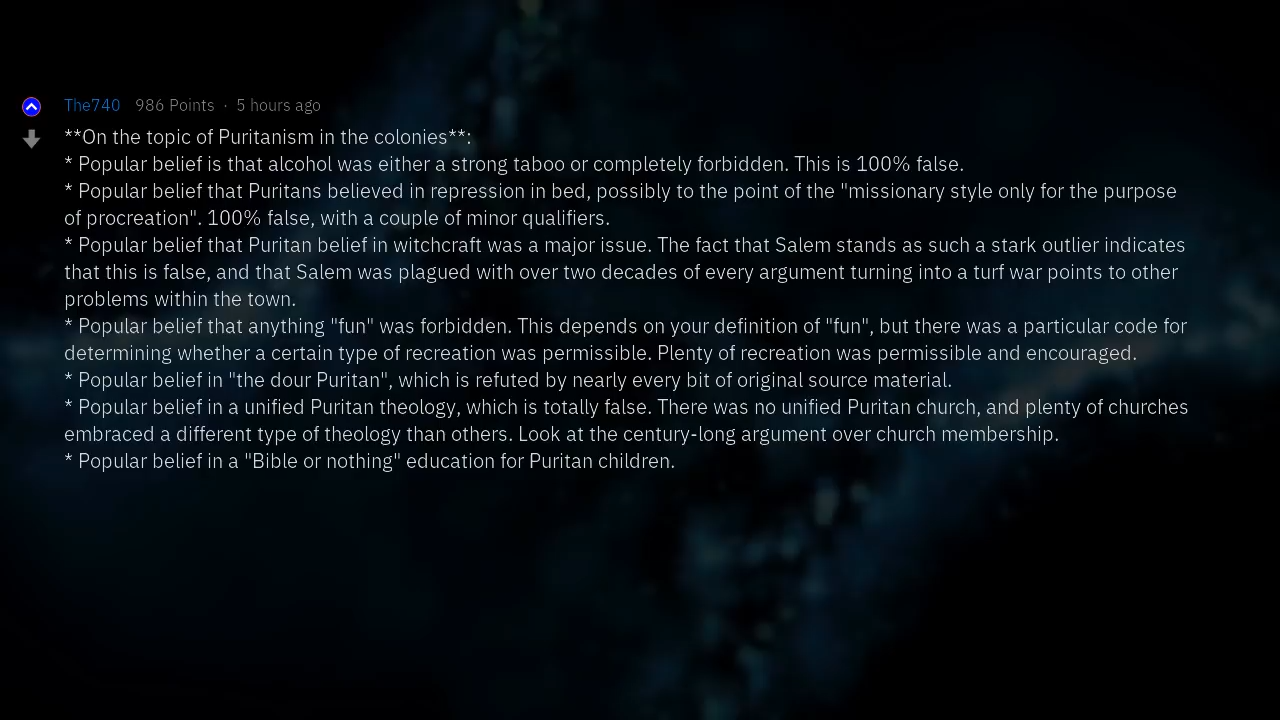 The740 986 Points · 5 hours ago
**On the topic of Puritanism in the colonies**:
* Popular belief is that alcohol was either a strong taboo or completely forbidden. This is 100% false.
* Popular belief that Puritans believed in repression in bed, possibly to the point of the "missionary style only for the purpose
of procreation". 100% false, with a couple of minor qualifiers.
* Popular belief that Puritan belief in witchcraft was a major issue. The fact that Salem stands as such a stark outlier indicates
that this is false, and that Salem was plagued with over two decades of every argument turning into a turf war points to other
problems within the town.
* Popular belief that anything "fun" was forbidden. This depends on your definition of "fun", but there was a particular code for
determining whether a certain type of recreation was permissible. Plenty of recreation was permissible and encouraged.
* Popular belief in "the dour Puritan", which is refuted by nearly every bit of original source material.
* Popular belief in a unified Puritan theology, which is totally false. There was no unified Puritan church, and plenty of churches
embraced a different type of theology than others. Look at the century-long argument over church membership.
* Popular belief in a "Bible or nothing" education for Puritan children.